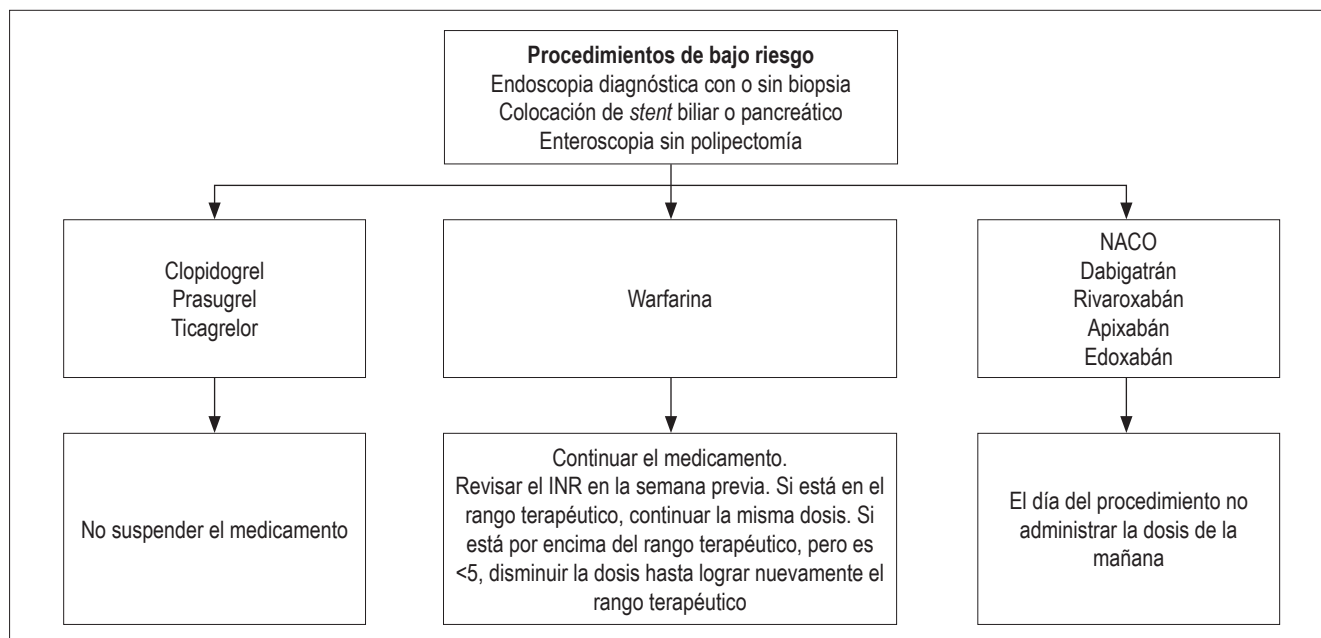 Procedimientos de bajo riesgo
Endoscopia diagnóstica con o sin biopsia
Colocación de stent biliar o pancreático
Enteroscopia sin polipectomía
Clopidogrel
Prasugrel
Ticagrelor
Warfarina
NACO
Dabigatrán
Rivaroxabán
Apixabán
Edoxabán
No suspender el medicamento
Continuar el medicamento.
Revisar el INR en la semana previa. Si está en el
rango terapéutico, continuar la misma dosis. Si
está por encima del rango terapéutico, pero es
<5, disminuir la dosis hasta lograr nuevamente el
rango terapéutico
El día del procedimiento no
administrar la dosis de la
mañana